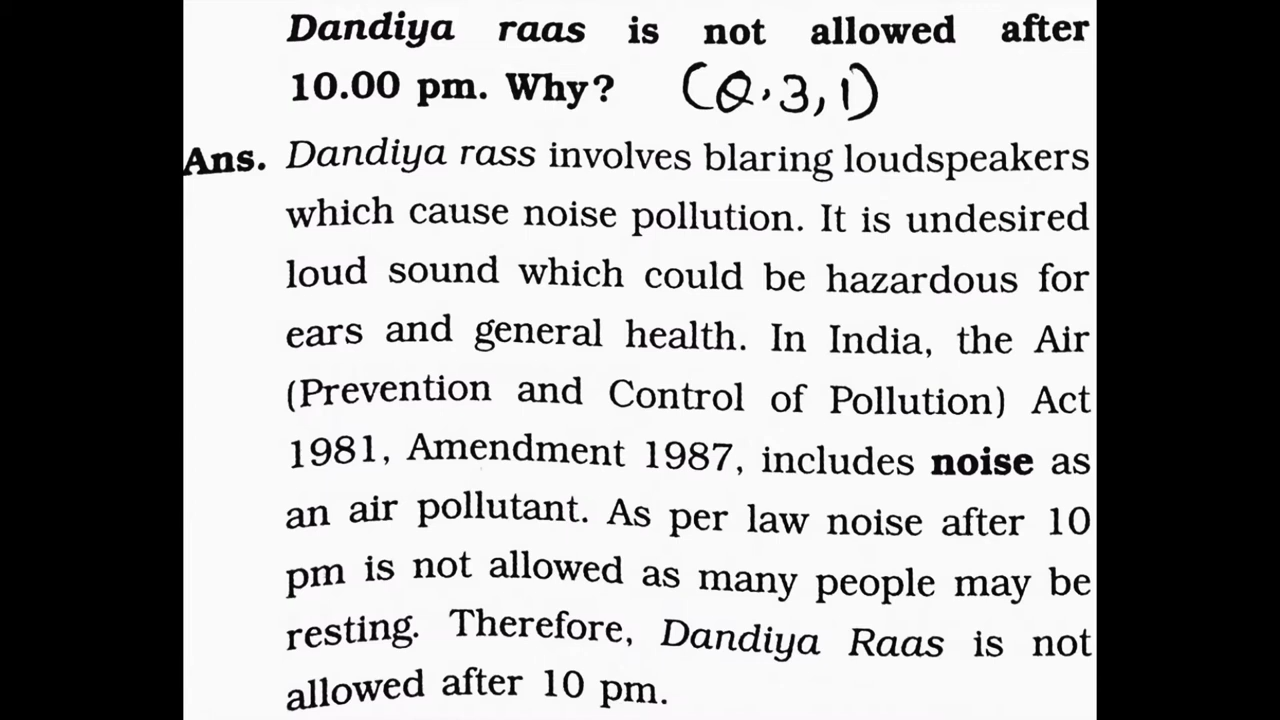 Dandiya raas is not allowed after
10.00 pm. Why? (Q.3,1)
Ans. Dandiya rass involves blaring loudspeakers
which cause noise pollution. It is undesired
loud sound which could be hazardous for
ears and general health. In India, the Air
(Prevention and Control of Pollution) Act
1981, Amendment 1987, includes noise as
an air pollutant. As per law noise after 10
pm is not allowed as many people may be
resting. Therefore, Dandiya Raas is not
allowed after 10 pm.